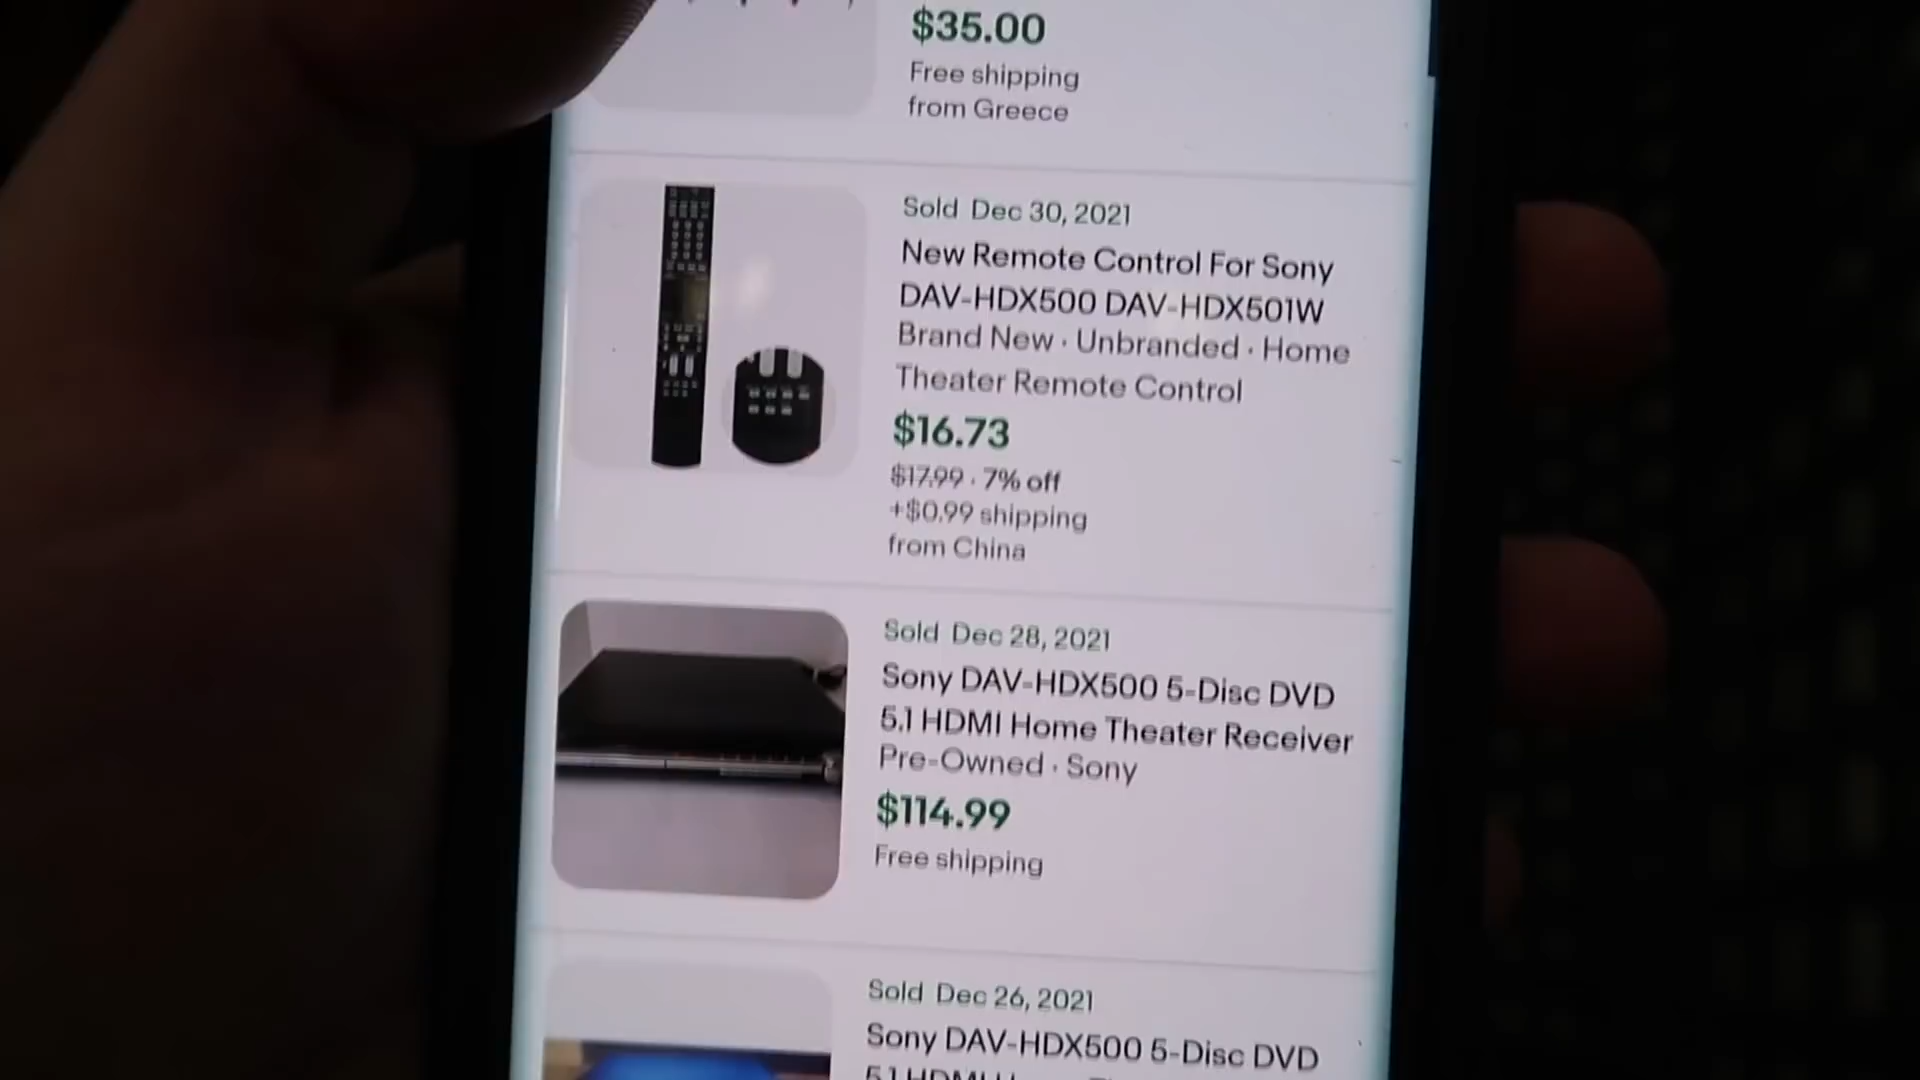 $35.00
Free shipping
from Greece
Sold Dec 30, 2021
New Remote Control For Sony
DAV-HDX500 DAV-HDX501W
Brand New · Unbranded · Home
Theater Remote Control
$16.73
$17.99 · 7% off
+$0.99 shipping
from China
Sold Dec 28, 2021
Sony DAV-HDX500 5-Disc DVD
5.1 HDMI Home Theater Receiver
Pre-Owned · Sony
$114.99
Free shipping
Sold Dec 26, 2021
Sony DAV-HDX500 5-Disc DVD
5.1 HDMI